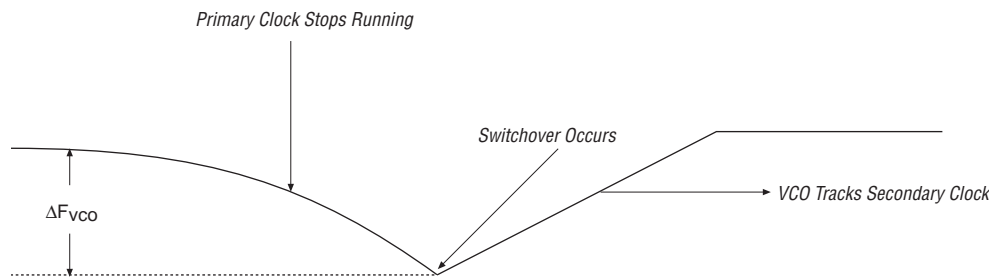 Primary Clock Stops Running
Switchover Occurs
VCO Tracks Secondary Clock
ΔFVCO